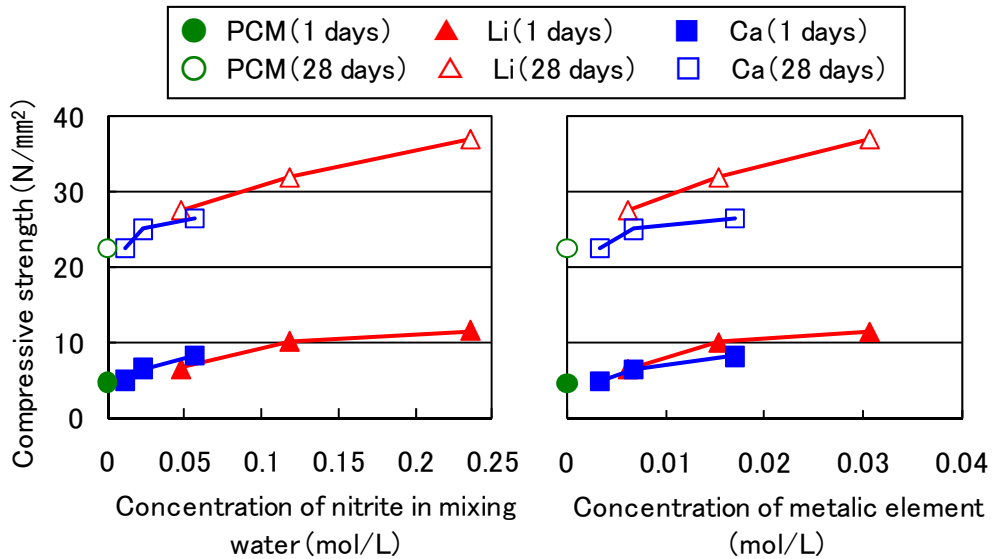 PCM(1 days) Li(1 days) Ca(1 days)
PCM(28 days) Li(28 days) Ca(28 days)
Compressive strength(N/㎟)
40
30
20
10
0
0 0.05 0.1 0.15 0.2 0.25
Concentration of nitrite in mixing
water(mol/L)
0 0.01 0.02 0.03 0.04
Concentration of metalic element
(mol/L)